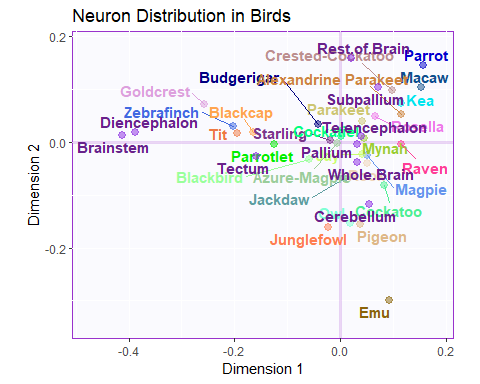 Neuron Distribution in Birds
0.2
Rest.of.Brain
Crested-Cockatoo
Parrot
Budgerigar
Alexandrine Parakeet
Macaw
Goldcrest
Subpallium
Kea
Zebrafinch
Blackcap
Parakeet
Diencephalon
Tit
Starling
Cockatiel
Telencephalon
Rosella
0.0
Brainstem
Parrotlet
Pallium
Mynah
Tectum
Raven
Blackbird
Azure-Magpie
Whole.Brain
Magpie
Jackdaw
Cerebellum
Cockatoo
Junglefowl
Pigeon
-0.2
Emu
-0.4
-0.2
0.0
0.2
Dimension 1
Dimension 2